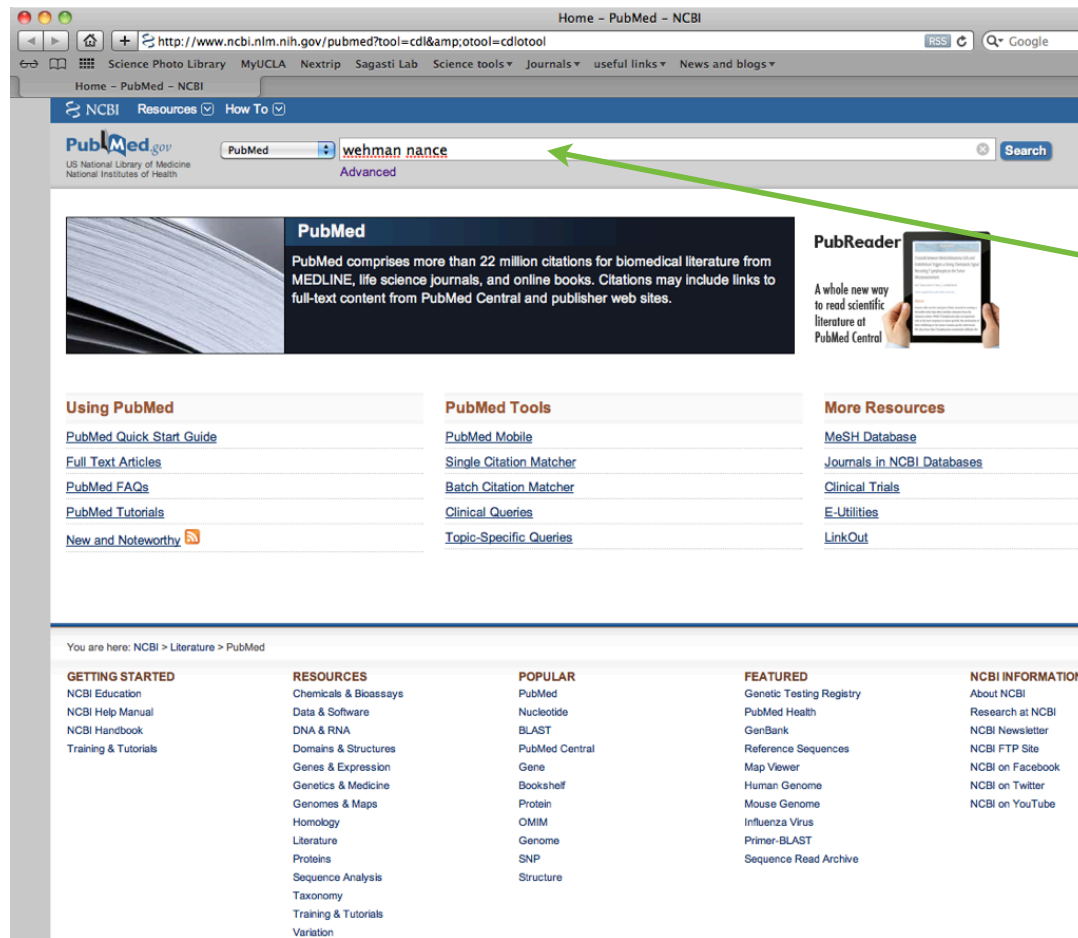 Home – PubMed – NCBI
http://www.ncbi.nlm.nih.gov/pubmed?tool=cdl&amp;otool=cdlotool RSS Google
Science Photo Library MyUCLA Nextrip Sagasti Lab Science tools Journals useful links News and blogs
Home – PubMed – NCBI
NCBI Resources How To
PubMed.gov
US National Library of Medicine
National Institutes of Health
PubMed wehman nance Search
Advanced
PubMed
PubMed comprises more than 22 million citations for biomedical literature from
MEDLINE, life science journals, and online books. Citations may include links to
full-text content from PubMed Central and publisher web sites.
PubReader
A whole new way
to read scientific
literature at
PubMed Central
Using PubMed
PubMed Quick Start Guide
Full Text Articles
PubMed FAQs
PubMed Tutorials
New and Noteworthy
PubMed Tools
PubMed Mobile
Single Citation Matcher
Batch Citation Matcher
Clinical Queries
Topic-Specific Queries
More Resources
MeSH Database
Journals in NCBI Databases
Clinical Trials
E-Utilities
LinkOut
You are here: NCBI > Literature > PubMed
GETTING STARTED
NCBI Education
NCBI Help Manual
NCBI Handbook
Training & Tutorials
RESOURCES
Chemicals & Bioassays
Data & Software
DNA & RNA
Domains & Structures
Genes & Expression
Genetics & Medicine
Genomes & Maps
Homology
Literature
Proteins
Sequence Analysis
Taxonomy
Training & Tutorials
Variation
POPULAR
PubMed
Nucleotide
BLAST
PubMed Central
Gene
Bookshelf
Protein
OMIM
Genome
SNP
Structure
FEATURED
Genetic Testing Registry
PubMed Health
GenBank
Reference Sequences
Map Viewer
Human Genome
Mouse Genome
Influenza Virus
Primer-BLAST
Sequence Read Archive
NCBI INFORMATION
About NCBI
Research at NCBI
NCBI Newsletter
NCBI FTP Site
NCBI on Facebook
NCBI on Twitter
NCBI on YouTube